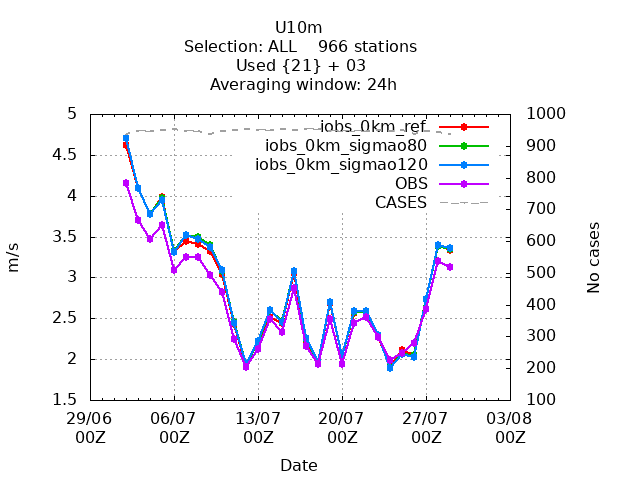 U10m
Selection: ALL    966 stations
Used {21} + 03
Averaging window: 24h
iobs_0km_ref
iobs_0km_sigmao80
iobs_0km_sigmao120
OBS
CASES
5
4.5
4
3.5
3
2.5
2
1.5
m/s
1000
900
800
700
600
500
400
300
200
100
No cases
29/06 06/07 13/07 20/07 27/07 03/08
00Z 00Z 00Z 00Z 00Z 00Z
Date